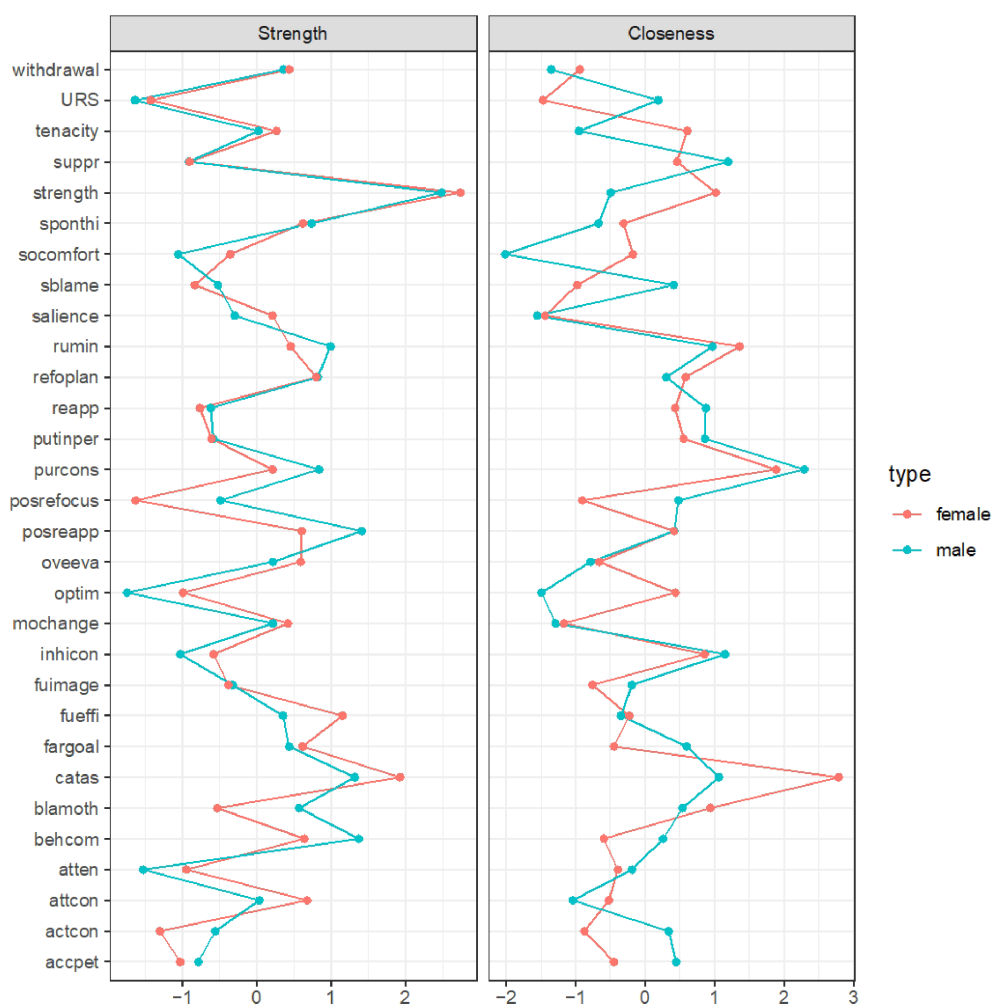 Strength Closeness
withdrawal
URS
tenacity
suppr
strength
sponthi
socomfort
sblame
salience
rumin
refoplan
reapp
putinper
purcons
posrefocus
posreapp
oveeva
optim
mochange
inhicon
fuimage
fueffi
fargoal
catas
blamoth
behcom
atten
attcon
actcon
accpet
−1 0 1 2 −2 −1 0 1 2 3
type
female
male